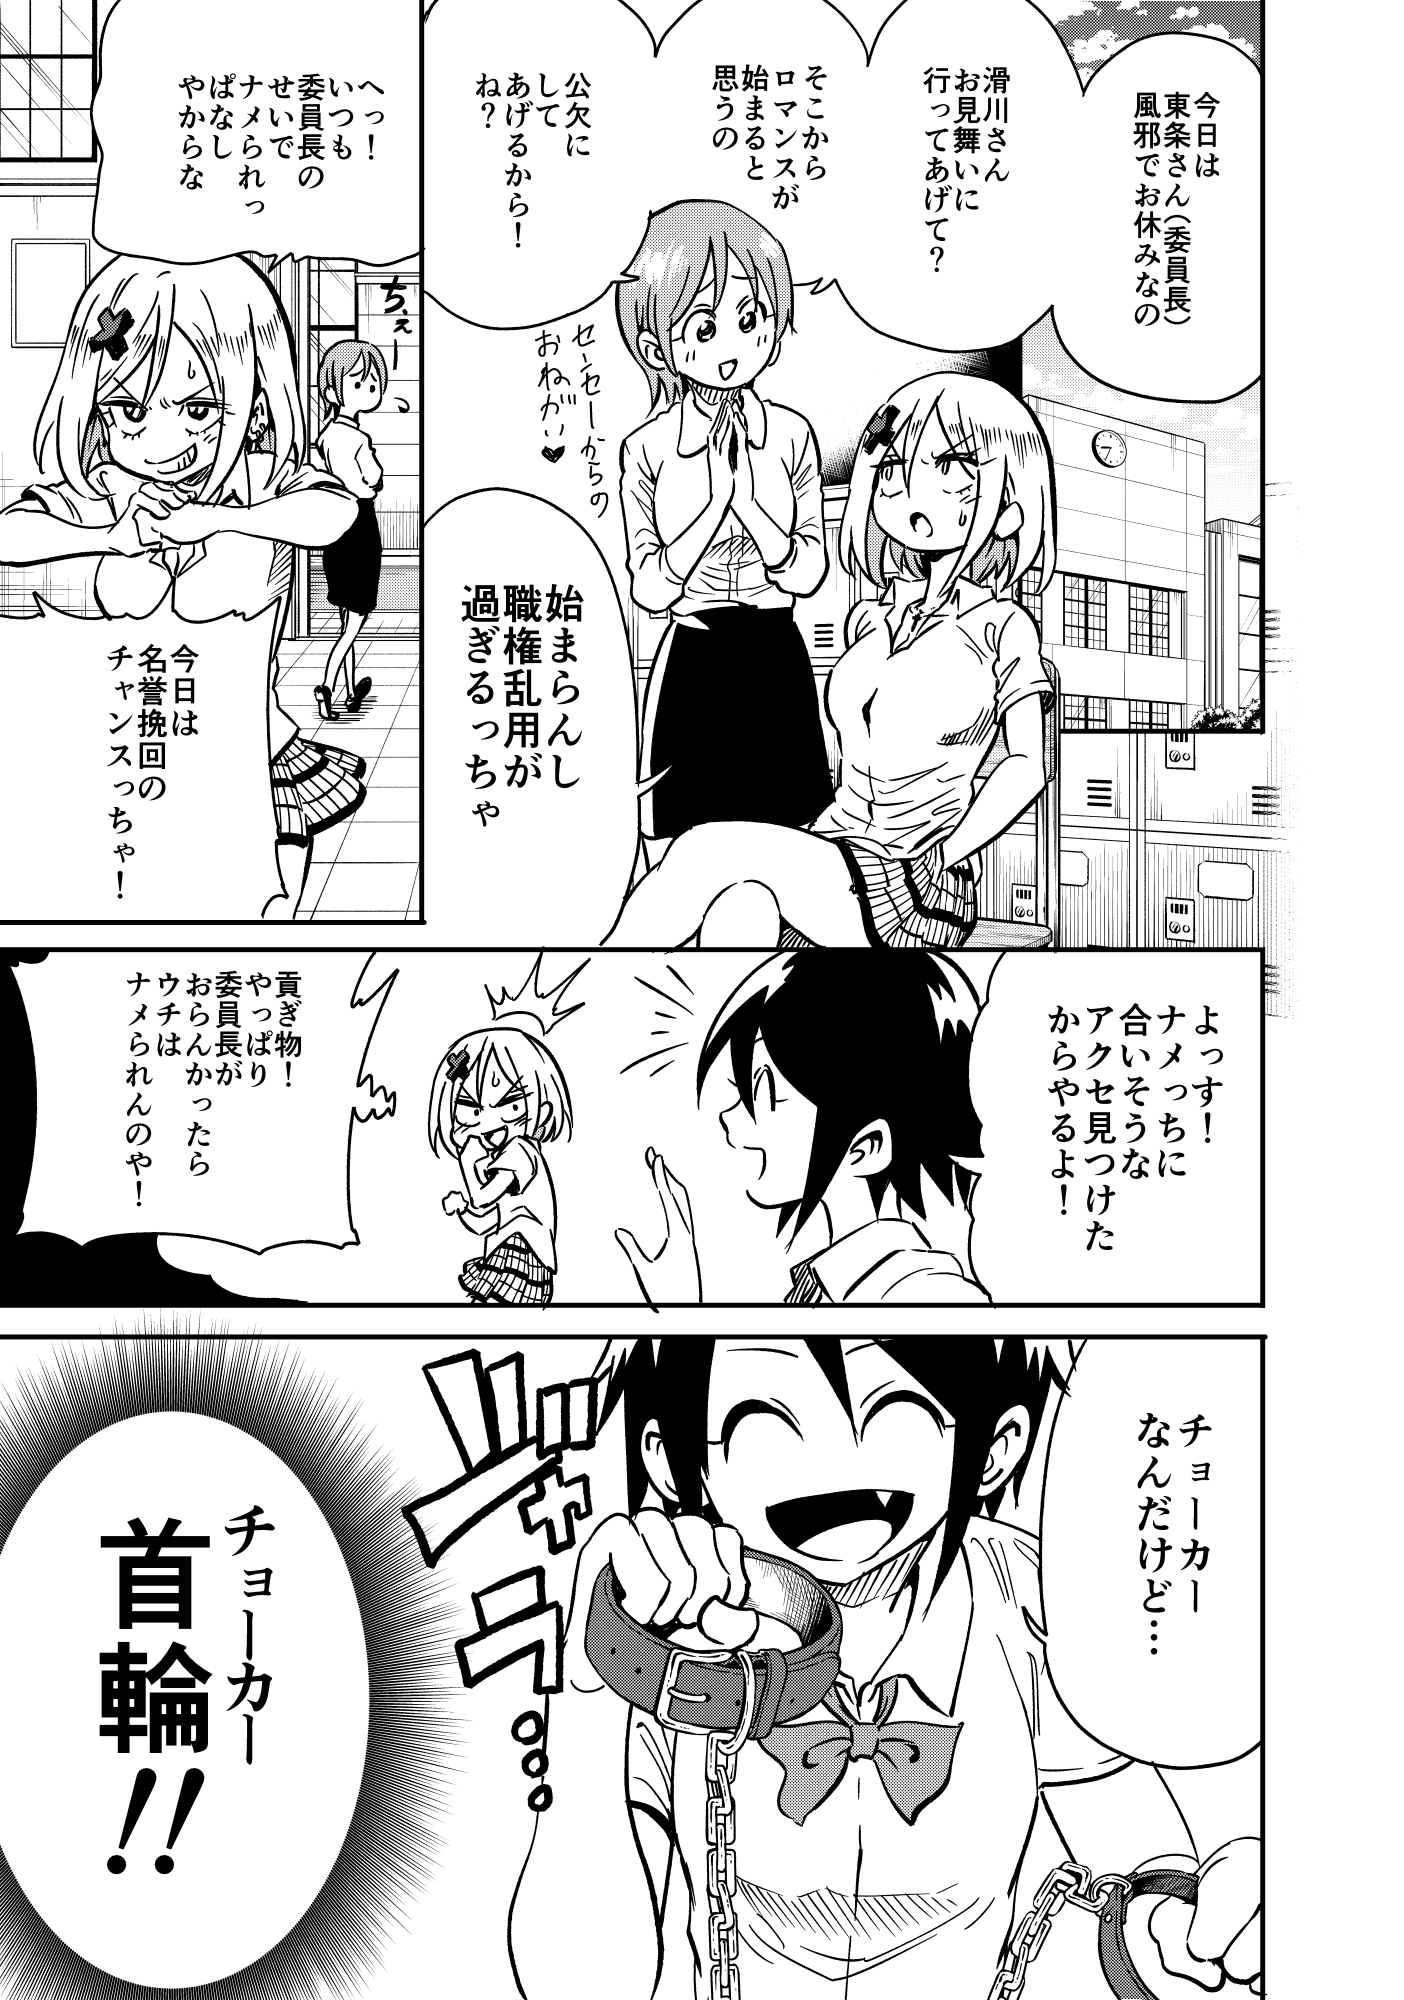 今日は
東条さん（委員長）
風邪でお休みなの
滑川さん
お見舞いに
行ってあげて？
そこから
ロマンスが
始まると
思うの
公欠に
して
あげるから！
ね？
センセーからの
おねがい♥
始まらんし
職権乱用が
過ぎるっちゃ
ちぇー
へっ！
いつも
委員長の
せいで
ナメられっ
ぱなし
やからな
今日は
名誉挽回の
チャンスっちゃ！
よっす！
ナメっちに
合いそうな
アクセ見つけた
からやるよ！
貢ぎ物！
やっぱり
委員長が
おらんかったら
ウチは
ナメられんのや！
チョーカー
なんだけど…
ジャラ
チョーカー
首輪！！